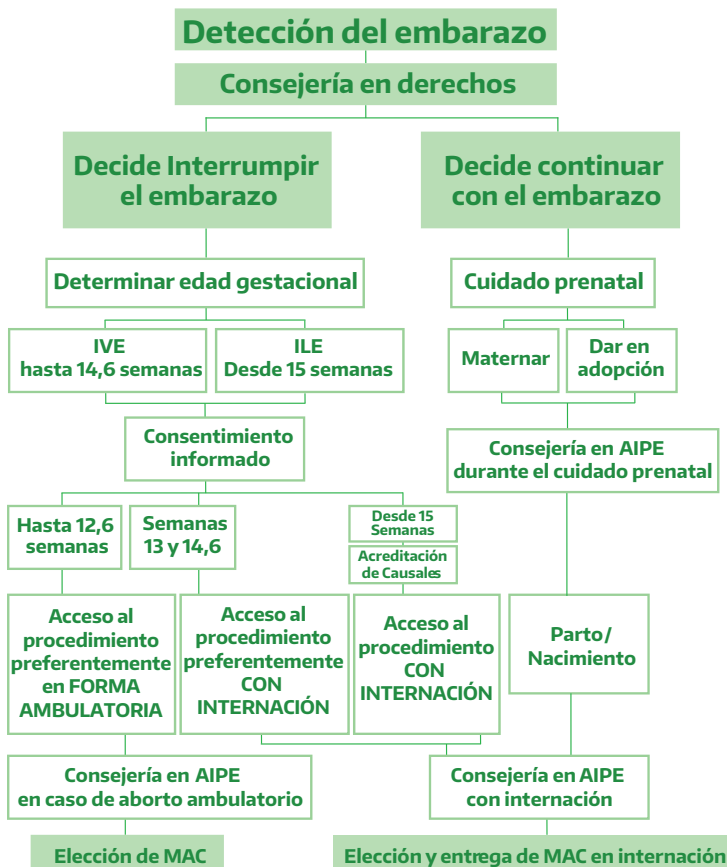 Detección del embarazo
Consejería en derechos
Decide Interrumpir
el embarazo
Decide continuar
con el embarazo
Determinar edad gestacional
Cuidado prenatal
IVE
hasta 14,6 semanas
ILE
Desde 15 semanas
Maternar
Dar en
adopción
Consentimiento
informado
Consejería en AIPE
durante el cuidado prenatal
Hasta 12,6
semanas
Semanas
13 y 14,6
Desde 15
Semanas
Acreditación
de Causales
Acceso al
procedimiento
preferentemente
en FORMA
AMBULATORIA
Acceso al
procedimiento
preferentemente
CON
INTERNACIÓN
Acceso al
procedimiento
CON
INTERNACIÓN
Parto/
Nacimiento
Consejería en AIPE
en caso de aborto ambulatorio
Consejería en AIPE
con internación
Elección de MAC
Elección y entrega de MAC en internación